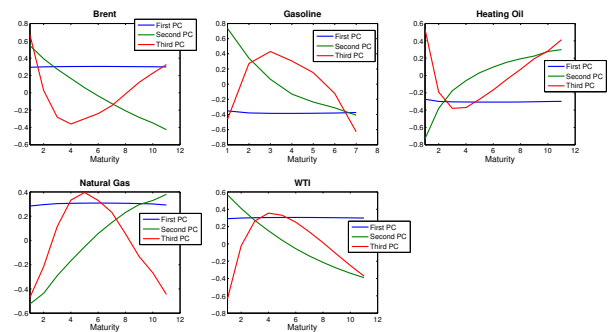 Brent
0.8
0.6
0.4
0.2
0
−0.2
−0.4
−0.6
0 2 4 6 8 10 12
Maturity
First PC
Second PC
Third PC
Gasoline
0.8
0.6
0.4
0.2
0
−0.2
−0.4
−0.6
−0.8
1 2 3 4 5 6 7 8
Maturity
First PC
Second PC
Third PC
Heating Oil
0.6
0.4
0.2
0
−0.2
−0.4
−0.6
−0.8
0 2 4 6 8 10 12
Maturity
First PC
Second PC
Third PC
Natural Gas
0.4
0.2
0
−0.2
−0.4
−0.6
0 2 4 6 8 10 12
Maturity
First PC
Second PC
Third PC
WTI
0.6
0.4
0.2
0
−0.2
−0.4
−0.6
−0.8
0 2 4 6 8 10 12
Maturity
First PC
Second PC
Third PC